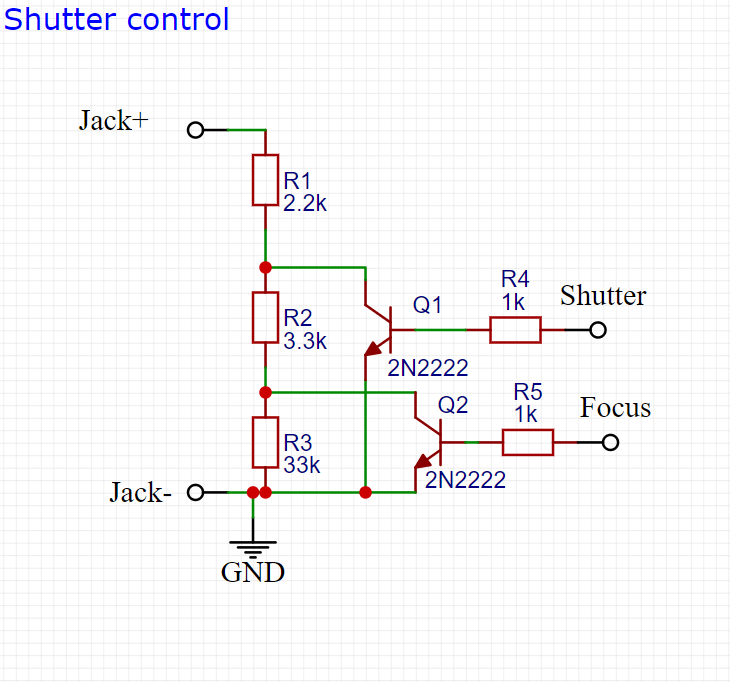 Shutter control
Jack+
R1
2.2k
R4
1k
Shutter
Q1
R2
3.3k
2N2222
R5
1k
Focus
Q2
R3
33k
2N2222
Jack-
GND